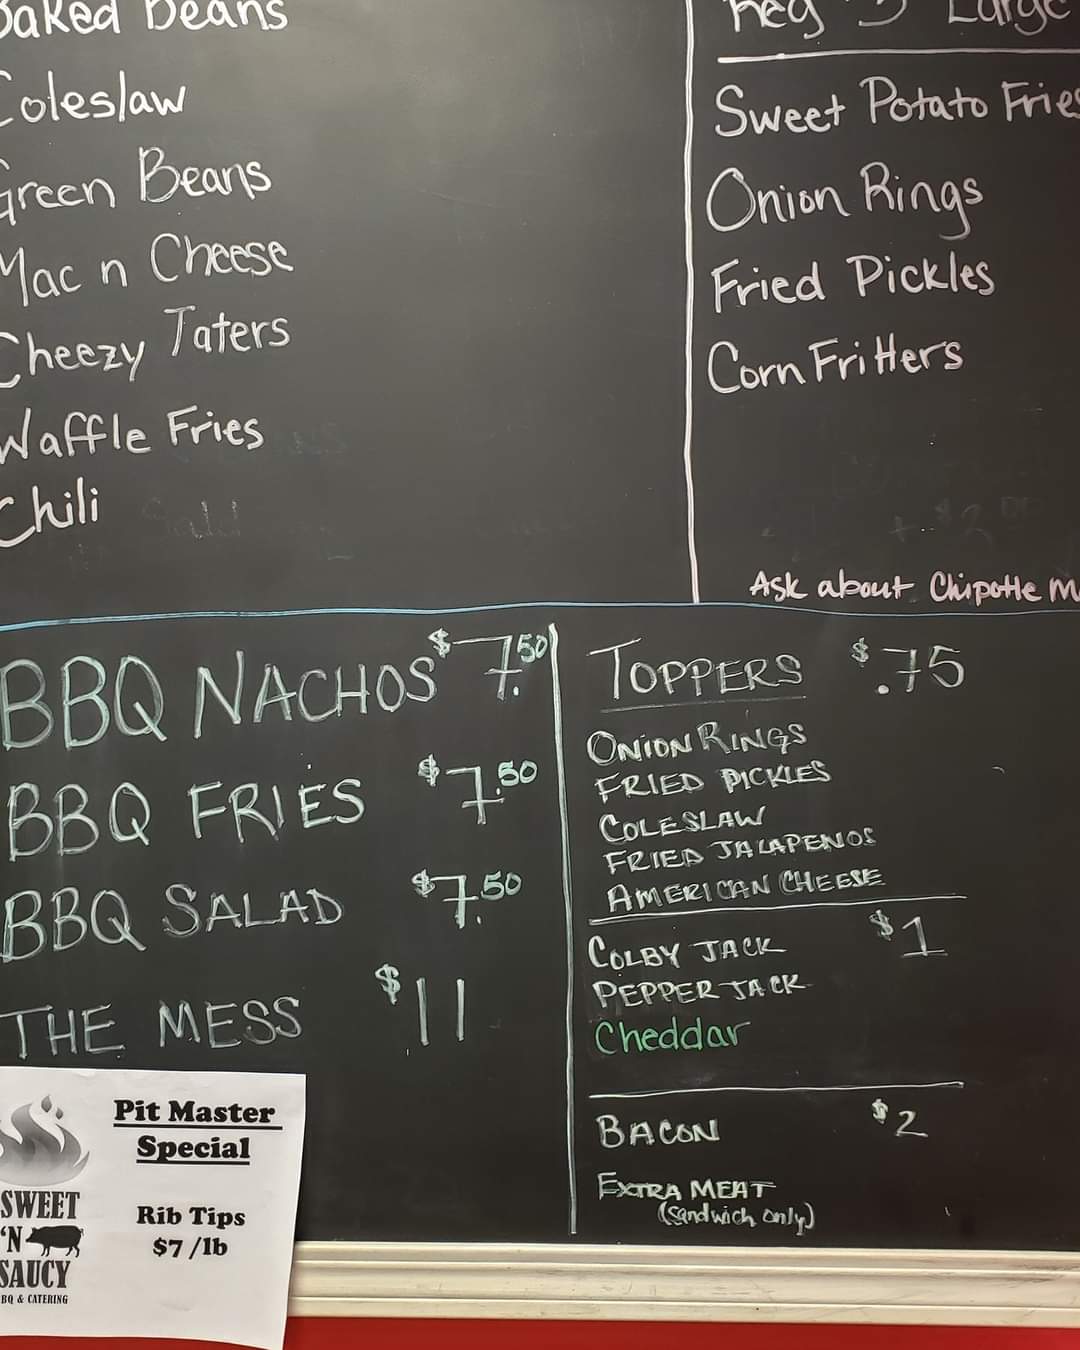 Baked Beans
Coleslaw
Green Beans
Mac n Cheese
Cheezy Taters
Waffle Fries
Chili
Reg Large
Sweet Potato Fries
Onion Rings
Fried Pickles
Corn Fritters
Ask about Chipotle
BBQ NACHOS $7.50
BBQ FRIES $7.50
BBQ SALAD $7.50
THE MESS $11
TOPPERS $.75
ONION RINGS
FRIED PICKLES
COLESLAW
FRIED JALAPENOS
AMERICAN CHEESE
COLBY JACK $1
PEPPER JACK
Cheddar
BACON $2
EXTRA MEAT
(Sandwich only)
Pit Master
Special
Rib Tips
$7/lb
SWEET
'N
SAUCY
BQ & CATERING